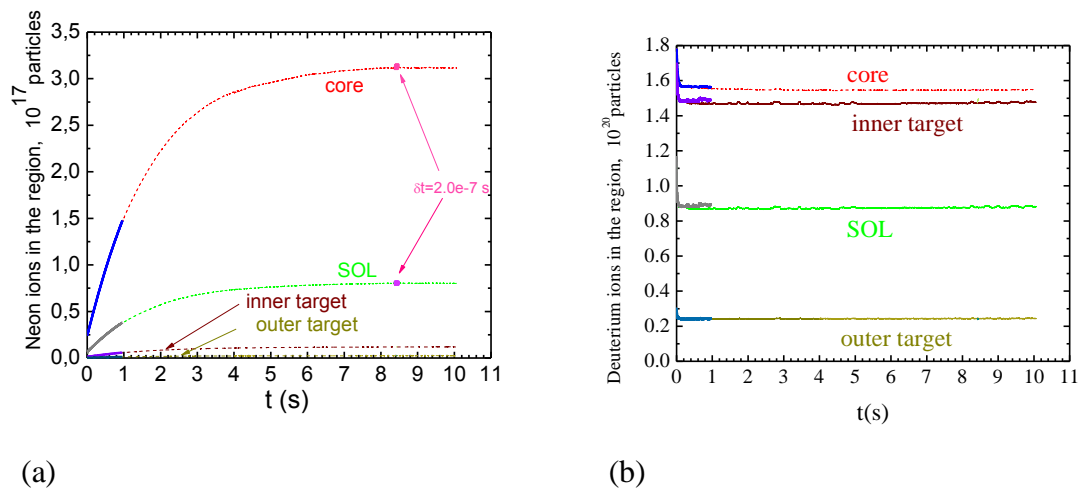 3,5
3,0
2,5
2,0
1,5
1,0
0,5
0,0
Neon ions in the region, 10^17 particles
core
δt=2.0e-7 s
SOL
inner target
outer target
0 1 2 3 4 5 6 7 8 9 10 11
t (s)
(a)
1.8
1.6
1.4
1.2
1.0
0.8
0.6
0.4
0.2
0.0
Deuterium ions in the region, 10^20 particles
core
inner target
SOL
outer target
0 1 2 3 4 5 6 7 8 9 10 11
t(s)
(b)